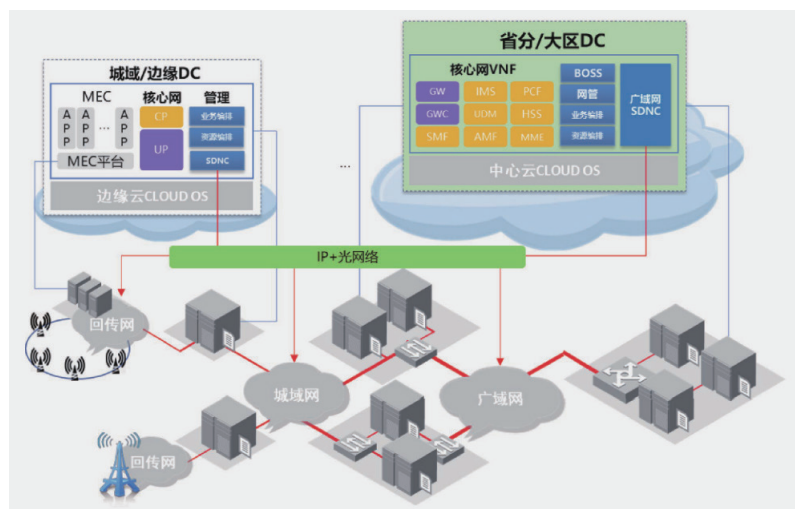 城域/边缘DC
MEC
核心网
管理
APP
APP
...
APP
MEC平台
CP
UP
业务编排
资源编排
SDNC
边缘云CLOUD OS
...
省分/大区DC
核心网VNF
GW
IMS
PCF
GWC
UDM
HSS
SMF
AMF
MME
BOSS
网管
业务编排
资源编排
广域网
SDNC
中心云CLOUD OS
IP+光网络
回传网
城域网
广域网
回传网